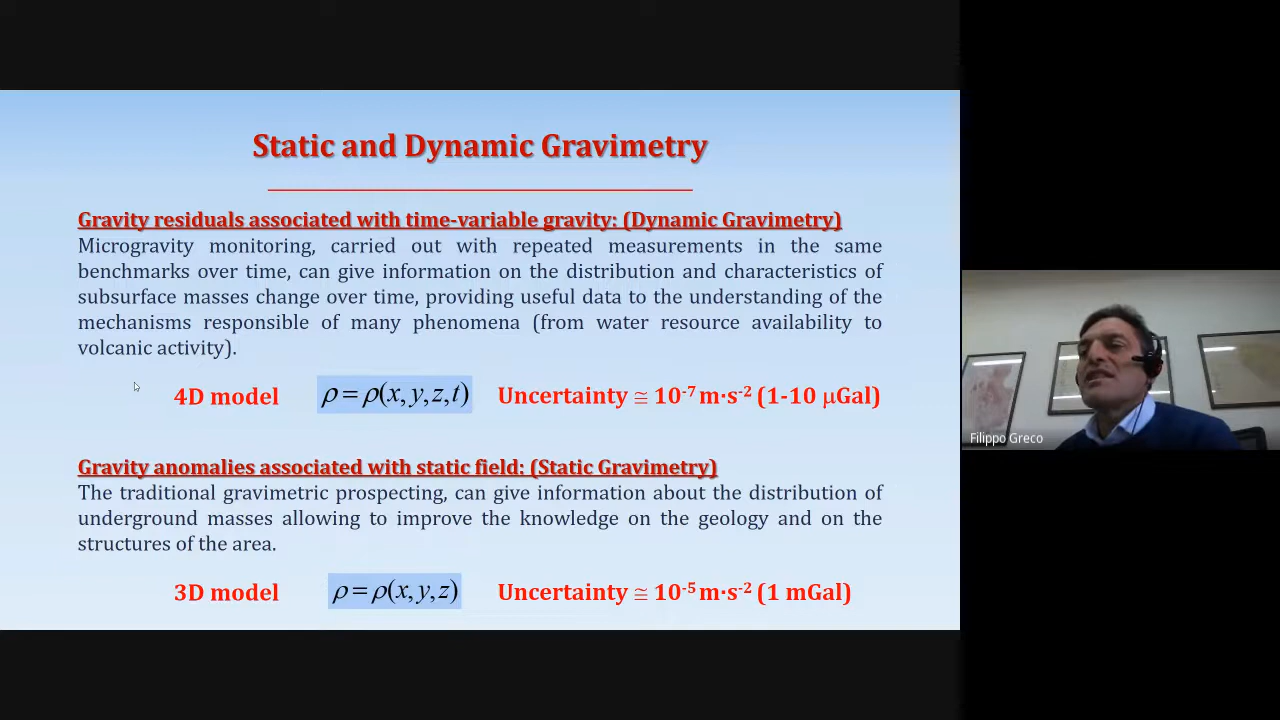 Static and Dynamic Gravimetry
Gravity residuals associated with time-variable gravity: (Dynamic Gravimetry)
Microgravity monitoring, carried out with repeated measurements in the same
benchmarks over time, can give information on the distribution and characteristics of
subsurface masses change over time, providing useful data to the understanding of the
mechanisms responsible of many phenomena (from water resource availability to
volcanic activity).
4D model ρ = ρ(x, y, z, t) Uncertainty ≅ 10⁻⁷ m·s⁻² (1-10 μGal)
Gravity anomalies associated with static field: (Static Gravimetry)
The traditional gravimetric prospecting, can give information about the distribution of
underground masses allowing to improve the knowledge on the geology and on the
structures of the area.
3D model ρ = ρ(x, y, z) Uncertainty ≅ 10⁻⁵ m·s⁻² (1 mGal)
Filippo Greco